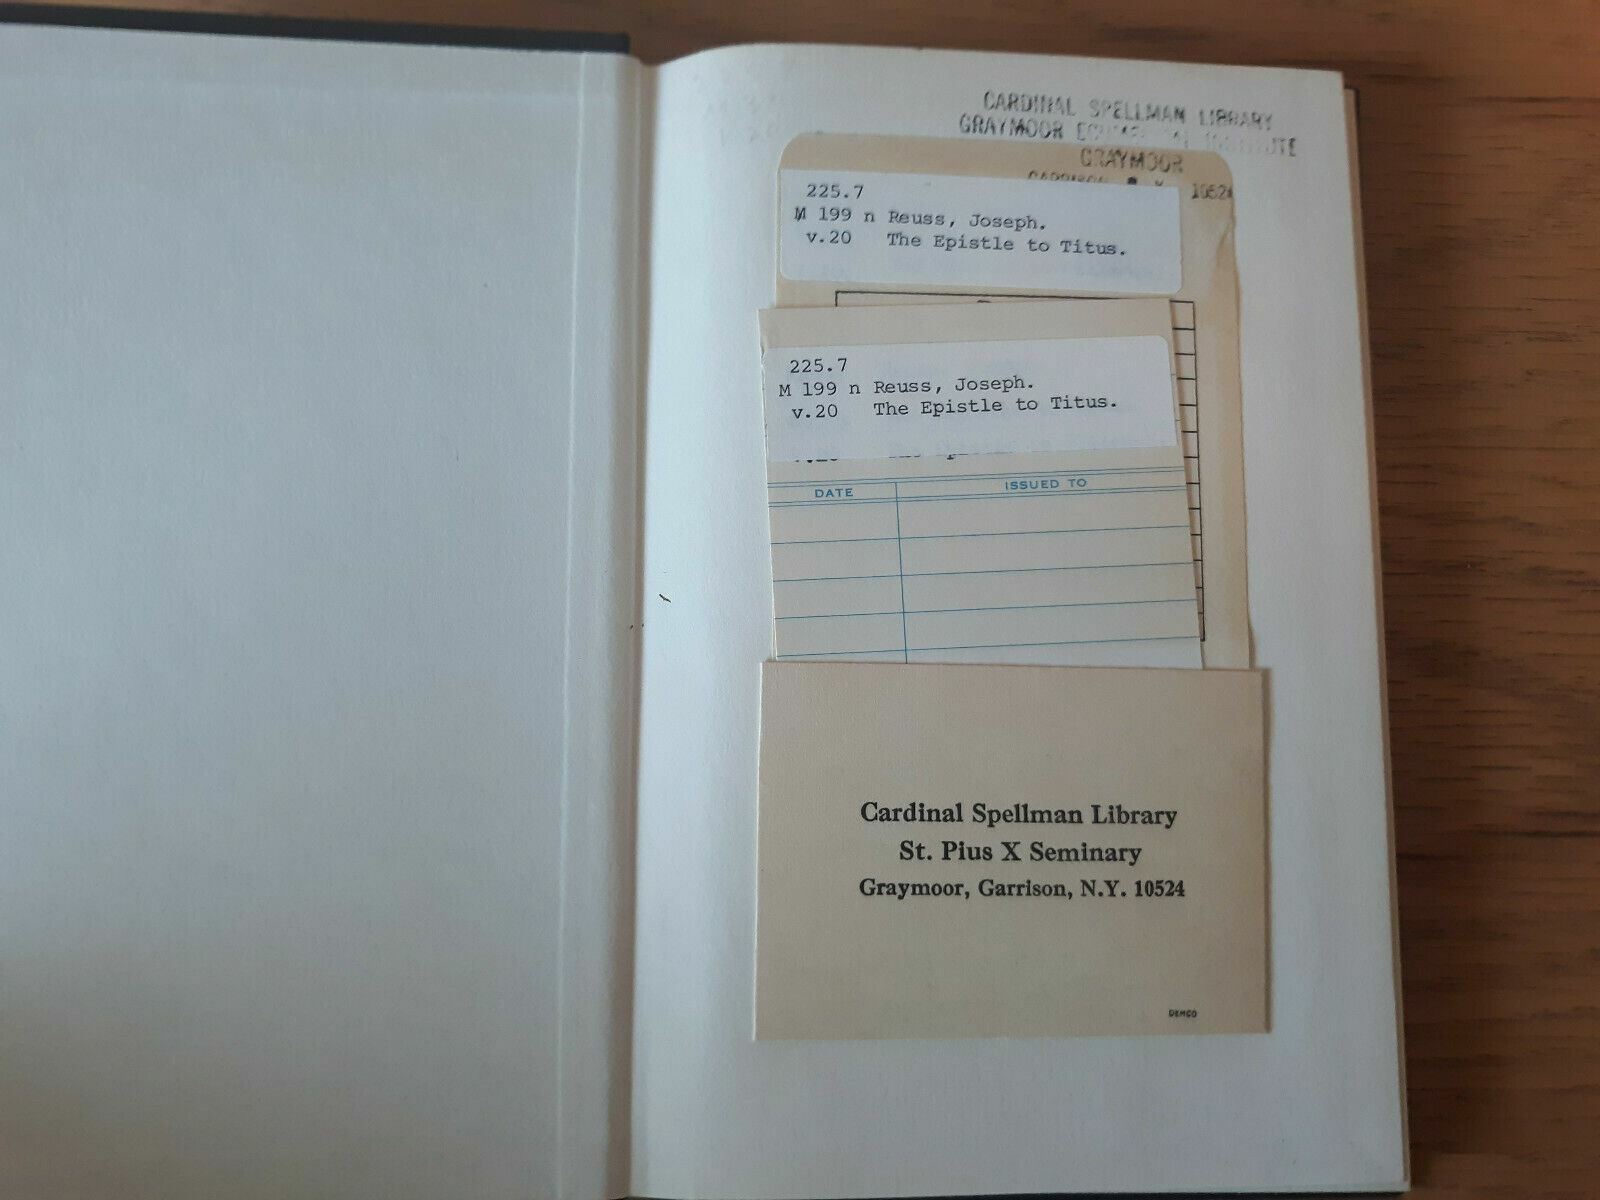 CARDINAL SPELLMAN LIBRARY
GRAYMOOR INSTITUTE
GRAYMOOR
10524
225.7
M 199 n Reuss, Joseph.
v.20 The Epistle to Titus.
225.7
M 199 n Reuss, Joseph.
v.20 The Epistle to Titus.
DATE ISSUED TO
Cardinal Spellman Library
St. Pius X Seminary
Graymoor, Garrison, N.Y. 10524
DEMCO